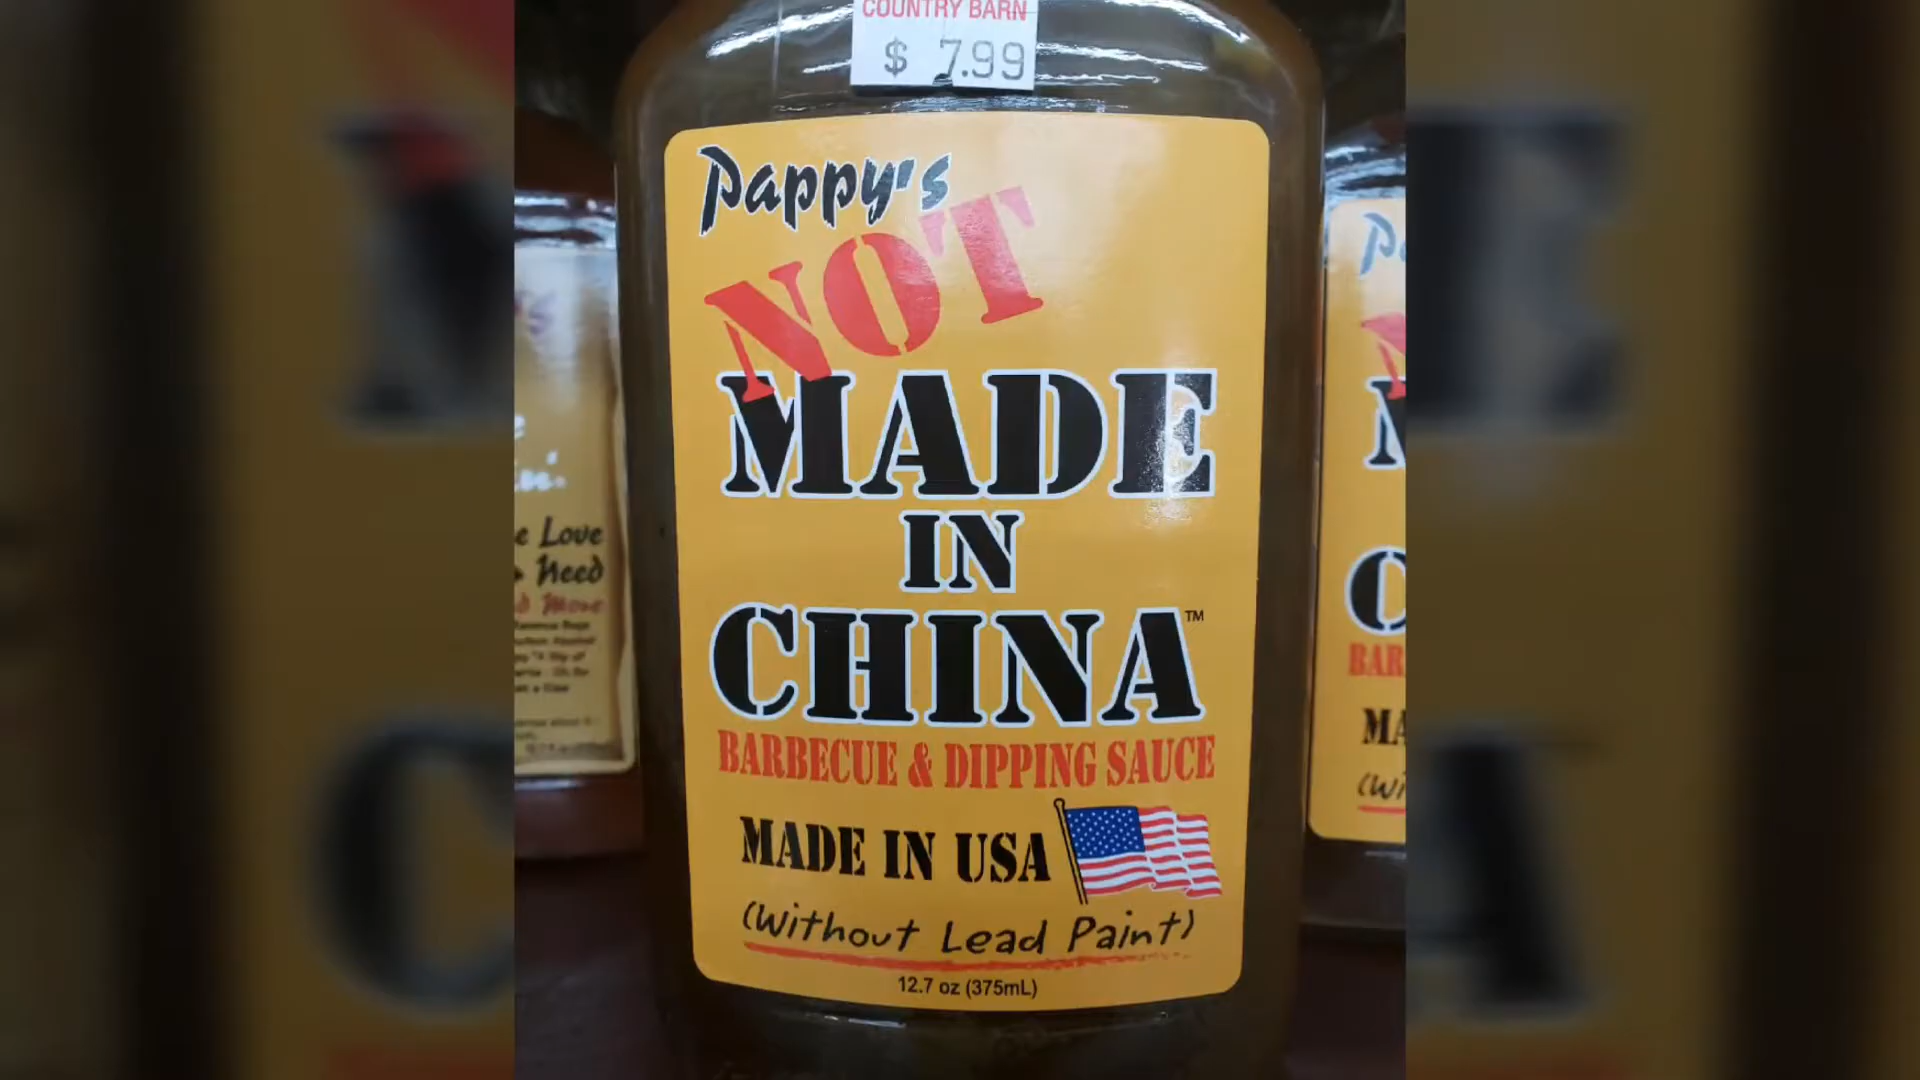 COUNTRY BARN
$ 7.99
Pappy's
NOT
MADE
IN
CHINA™
BARBECUE & DIPPING SAUCE
MADE IN USA
(Without Lead Paint)
12.7 oz (375mL)
Love
Need
More